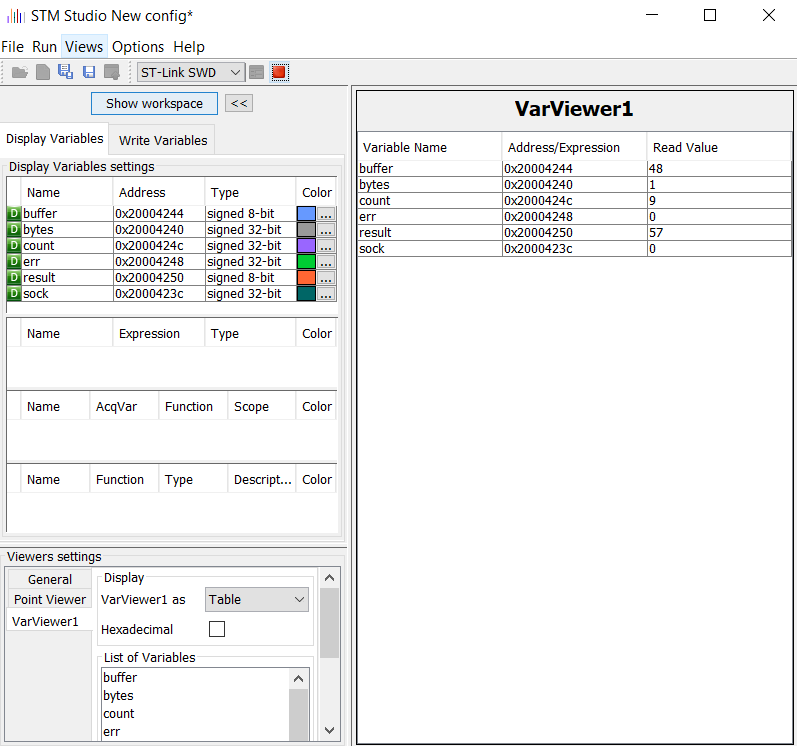 STM Studio New config*
File Run Views Options Help
ST-Link SWD
Show workspace <<
Display Variables Write Variables
Display Variables settings
Name Address Type Color
D buffer 0x20004244 signed 8-bit ...
D bytes 0x20004240 signed 32-bit ...
D count 0x2000424c signed 32-bit ...
D err 0x20004248 signed 32-bit ...
D result 0x20004250 signed 8-bit ...
D sock 0x2000423c signed 32-bit ...
Name Expression Type Color
Name AcqVar Function Scope Color
Name Function Type Descript... Color
Viewers settings
General
Point Viewer
VarViewer1
Display
VarViewer1 as Table
Hexadecimal
List of Variables
buffer
bytes
count
err
VarViewer1
Variable Name Address/Expression Read Value
buffer 0x20004244 48
bytes 0x20004240 1
count 0x2000424c 9
err 0x20004248 0
result 0x20004250 57
sock 0x2000423c 0